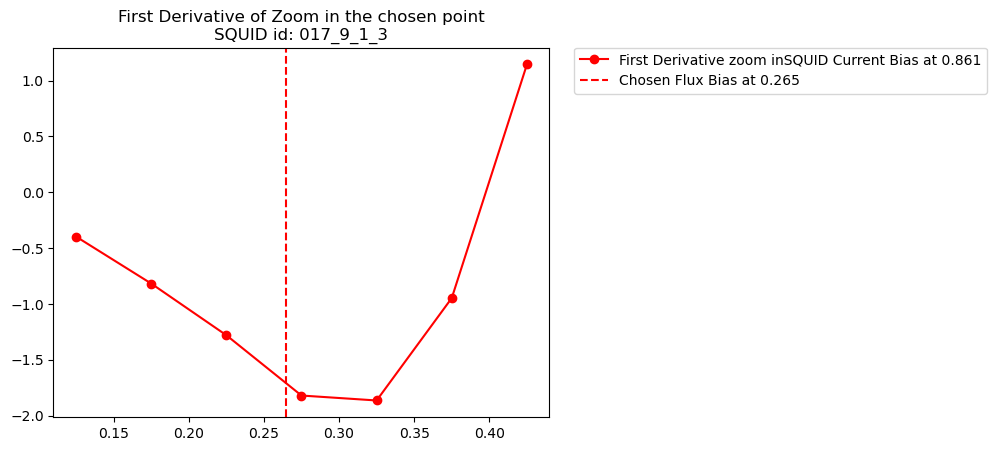 First Derivative of Zoom in the chosen point
SQUID id: 017_9_1_3
First Derivative zoom inSQUID Current Bias at 0.861
Chosen Flux Bias at 0.265
1.0
0.5
0.0
−0.5
−1.0
−1.5
−2.0
0.15 0.20 0.25 0.30 0.35 0.40